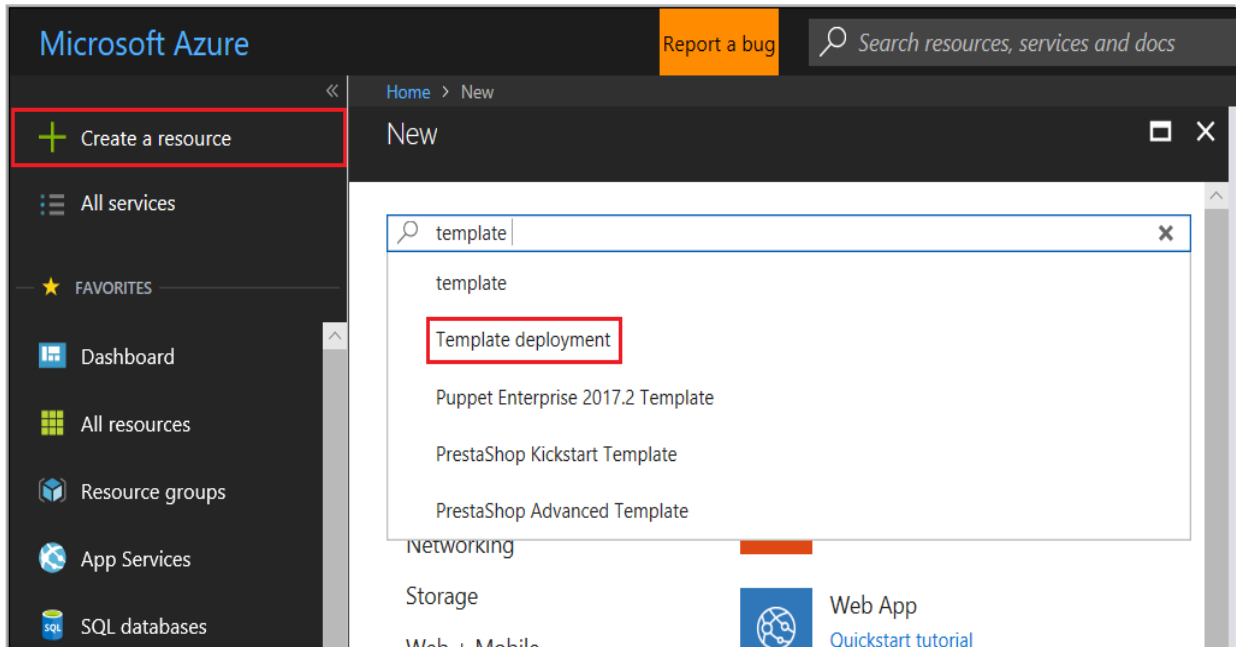 Microsoft Azure
Report a bug
Search resources, services and docs
«
Home > New
Create a resource
New
All services
template
FAVORITES
template
Template deployment
Dashboard
Puppet Enterprise 2017.2 Template
All resources
PrestaShop Kickstart Template
Resource groups
PrestaShop Advanced Template
Networking
App Services
Storage
Web App
SQL
SQL databases
Web + Mobile
Quickstart tutorial